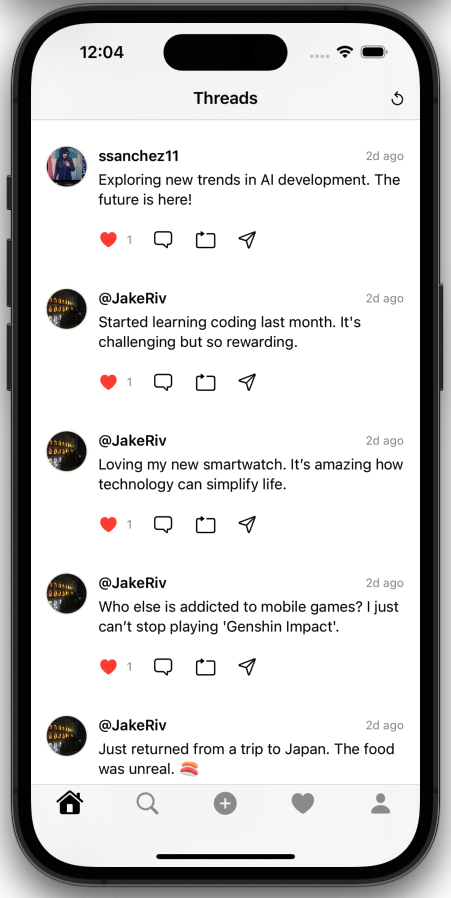 12:04
Threads
ssanchez11 2d ago
Exploring new trends in AI development. The
future is here!
1
@JakeRiv 2d ago
Started learning coding last month. It's
challenging but so rewarding.
1
@JakeRiv 2d ago
Loving my new smartwatch. It’s amazing how
technology can simplify life.
1
@JakeRiv 2d ago
Who else is addicted to mobile games? I just
can’t stop playing 'Genshin Impact'.
1
@JakeRiv 2d ago
Just returned from a trip to Japan. The food
was unreal. 🍣